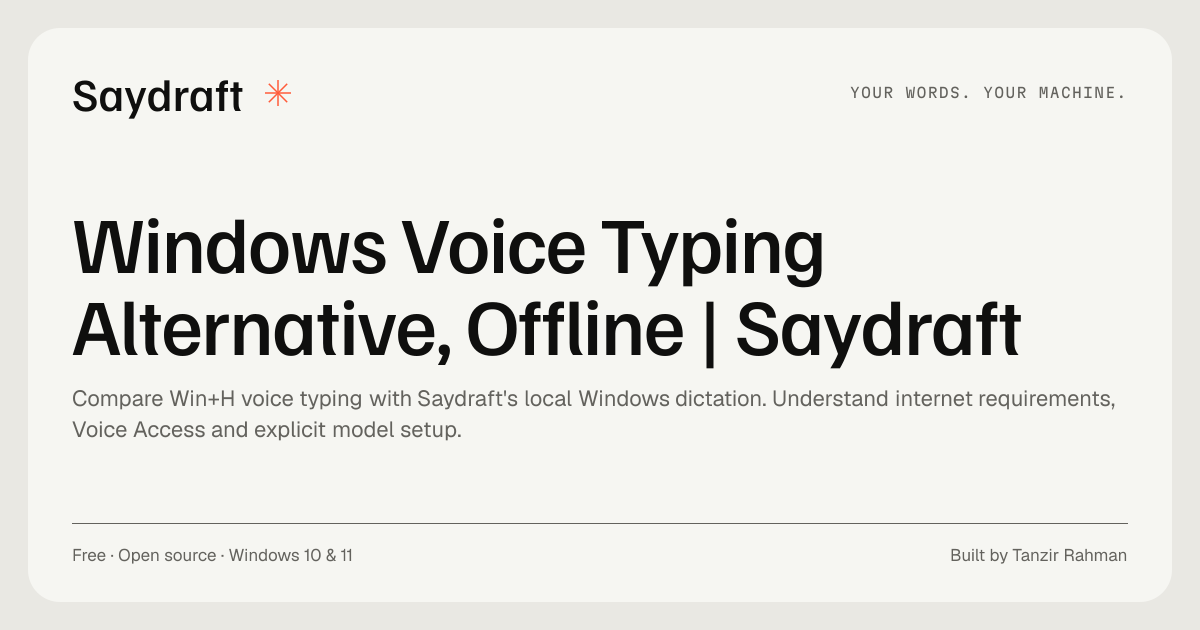 Saydraft
YOUR WORDS. YOUR MACHINE.
Windows Voice Typing
Alternative, Offline | Saydraft
Compare Win+H voice typing with Saydraft's local Windows dictation. Understand internet requirements,
Voice Access and explicit model setup.
Free · Open source · Windows 10 & 11
Built by Tanzir Rahman